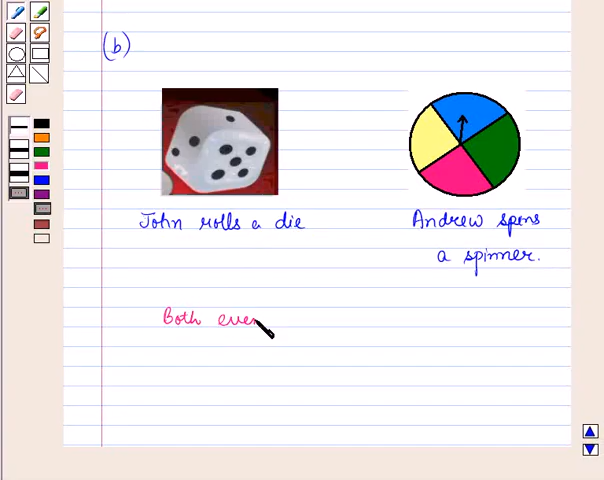 (b)
John rolls a die
Andrew spins
a spinner.
Both even